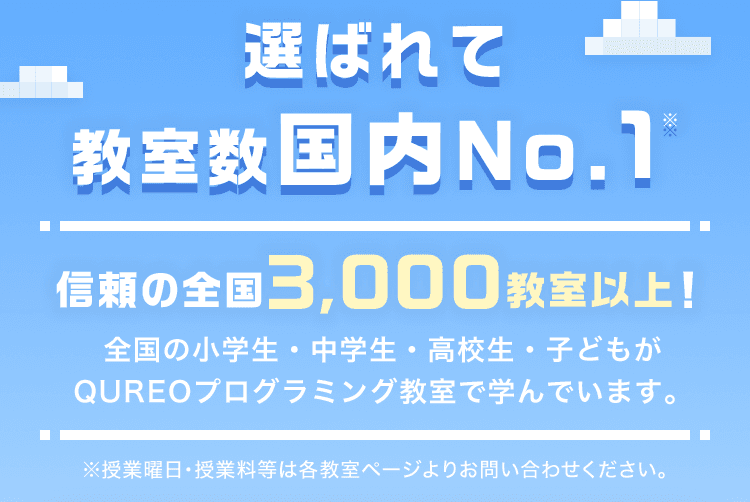 選ばれて
教室数国内No.1※
信頼の全国3,000教室以上!
全国の小学生・中学生・高校生・子どもが
QUREOプログラミング教室で学んでいます。
※授業曜日・授業料等は各教室ページよりお問い合わせください。